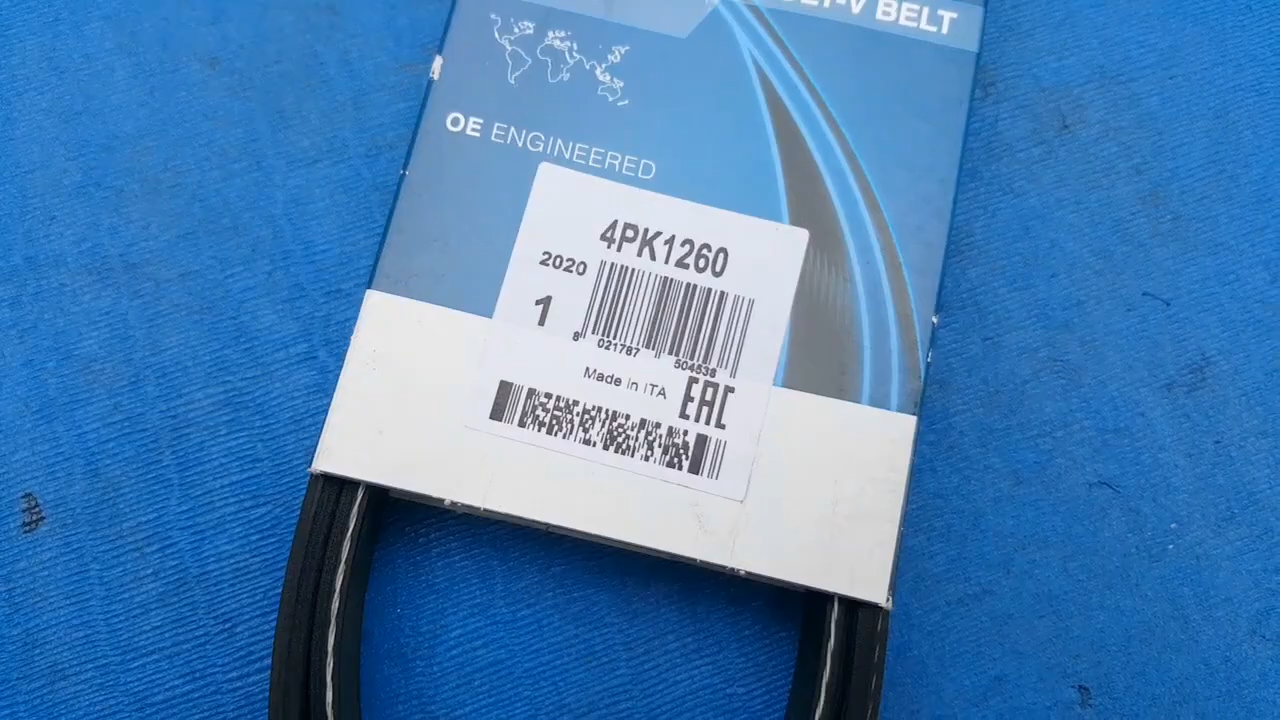 V BELT
OE ENGINEERED
4PK1260
2020
1
8 021787 504538
Made in ITA
EAC